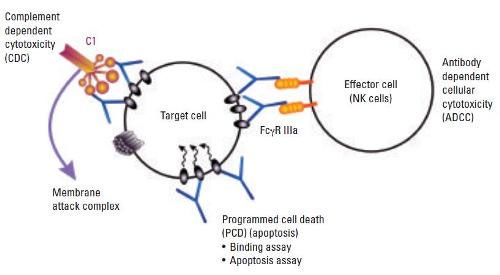 Complement
dependent
cytotoxicity
(CDC)
C1
Membrane
attack complex
Target cell
FcγR IIIa
Effector cell
(NK cells)
Antibody
dependent
cellular
cytotoxicity
(ADCC)
Programmed cell death
(PCD) (apoptosis)
• Binding assay
• Apoptosis assay